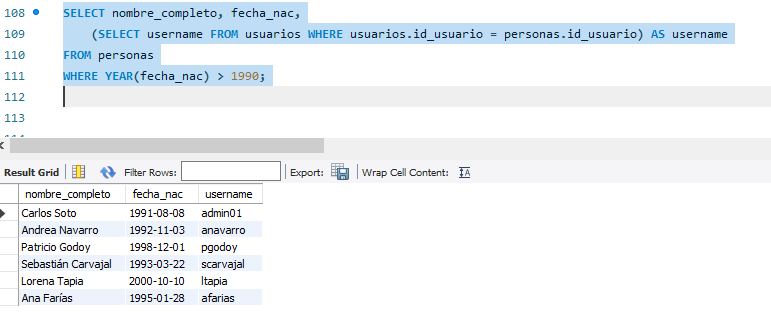 108 SELECT nombre_completo, fecha_nac,
109 (SELECT username FROM usuarios WHERE usuarios.id_usuario = personas.id_usuario) AS username
110 FROM personas
111 WHERE YEAR(fecha_nac) > 1990;
112
113
Result Grid Filter Rows: Export: Wrap Cell Content:
nombre_completo fecha_nac username
Carlos Soto 1991-08-08 admin01
Andrea Navarro 1992-11-03 anavarro
Patricio Godoy 1998-12-01 pgodoy
Sebastián Carvajal 1993-03-22 scarvajal
Lorena Tapia 2000-10-10 ltapia
Ana Farías 1995-01-28 afarias